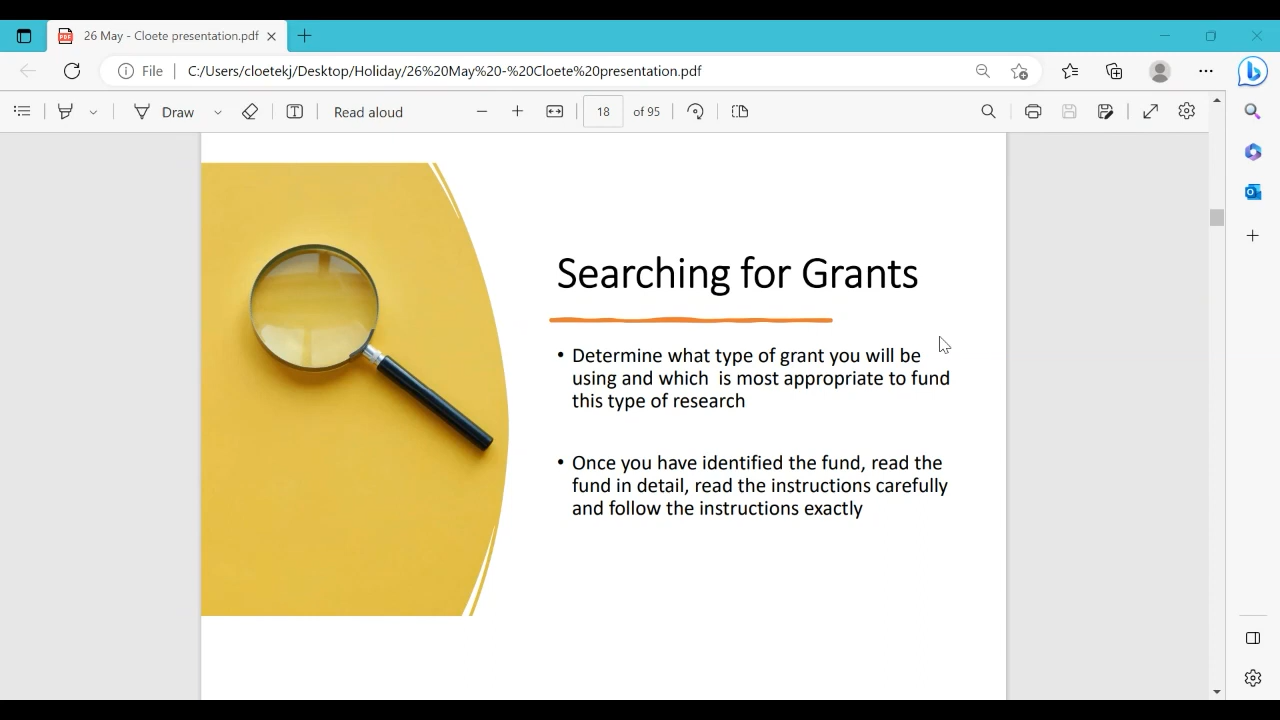 26 May - Cloete presentation.pdf
File
C:/Users/cloetekj/Desktop/Holiday/26%20May%20-%20Cloete%20presentation.pdf
Draw
Read aloud
18
of 95
Searching for Grants
• Determine what type of grant you will be
using and which is most appropriate to fund
this type of research
• Once you have identified the fund, read the
fund in detail, read the instructions carefully
and follow the instructions exactly